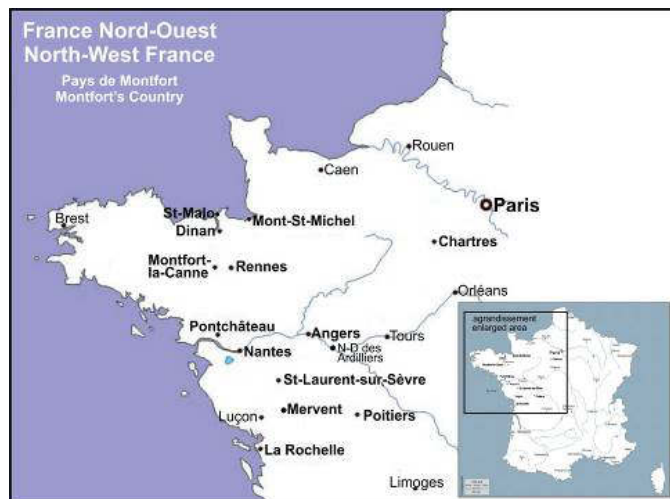 France Nord-Ouest
North-West France
Pays de Montfort
Montfort's Country
Rouen
Caen
Paris
Brest
St-Malo
Dinan
Mont-St-Michel
Chartres
Montfort-
la-Canne
Rennes
Orléans
agrandissement
enlarged area
Pontchâteau
Angers
Tours
N-D des
Ardilliers
Nantes
St-Laurent-sur-Sèvre
Luçon
Mervent
Poitiers
La Rochelle
Limoges